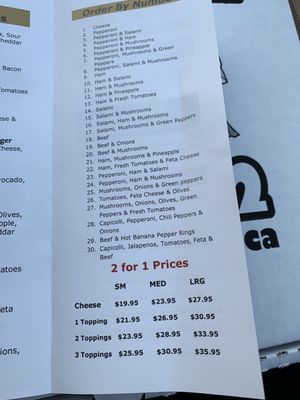 Order By Number
1. Cheese
2. Pepperoni
3. Pepperoni & Salami
4. Pepperoni & Ham
5. Pepperoni & Mushrooms
6. Pepperoni & Pineapple
7. Pepperoni, Mushrooms & Green
Peppers
8. Pepperoni, Salami & Mushrooms
9. Ham
10. Ham & Salami
11. Ham & Mushrooms
12. Ham & Pineapple
13. Ham & Fresh Tomatoes
14. Salami
15. Salami & Mushrooms
16. Salami, Ham & Mushrooms
17. Salami, Mushrooms & Green Peppers
18. Beef
19. Beef & Onions
20. Beef & Mushrooms
21. Ham, Mushrooms & Pineapple
22. Ham, Fresh Tomatoes & Feta Cheese
23. Pepperoni, Ham & Salami
24. Pepperoni, Ham & Mushrooms
25. Mushrooms, Onions & Green peppers
26. Tomatoes, Feta Cheese & Olives
27. Mushrooms, Onions, Olives, Green
Peppers & Fresh Tomatoes
28. Capicolli, Pepperoni, Chili Peppers &
Onions
29. Beef & Hot Banana Pepper Rings
30. Capicolli, Jalapenos, Tomatoes, Feta &
Beef
2 for 1 Prices
SM MED LRG
Cheese $19.95 $23.95 $27.95
1 Topping $21.95 $26.95 $30.95
2 Toppings $23.95 $28.95 $33.95
3 Toppings $25.95 $30.95 $35.95
Sour
heddar
Bacon
Tomatoes
ger
Cheese,
vocado,
Olives,
pple,
ddar
atoes
eta
ions,
ca